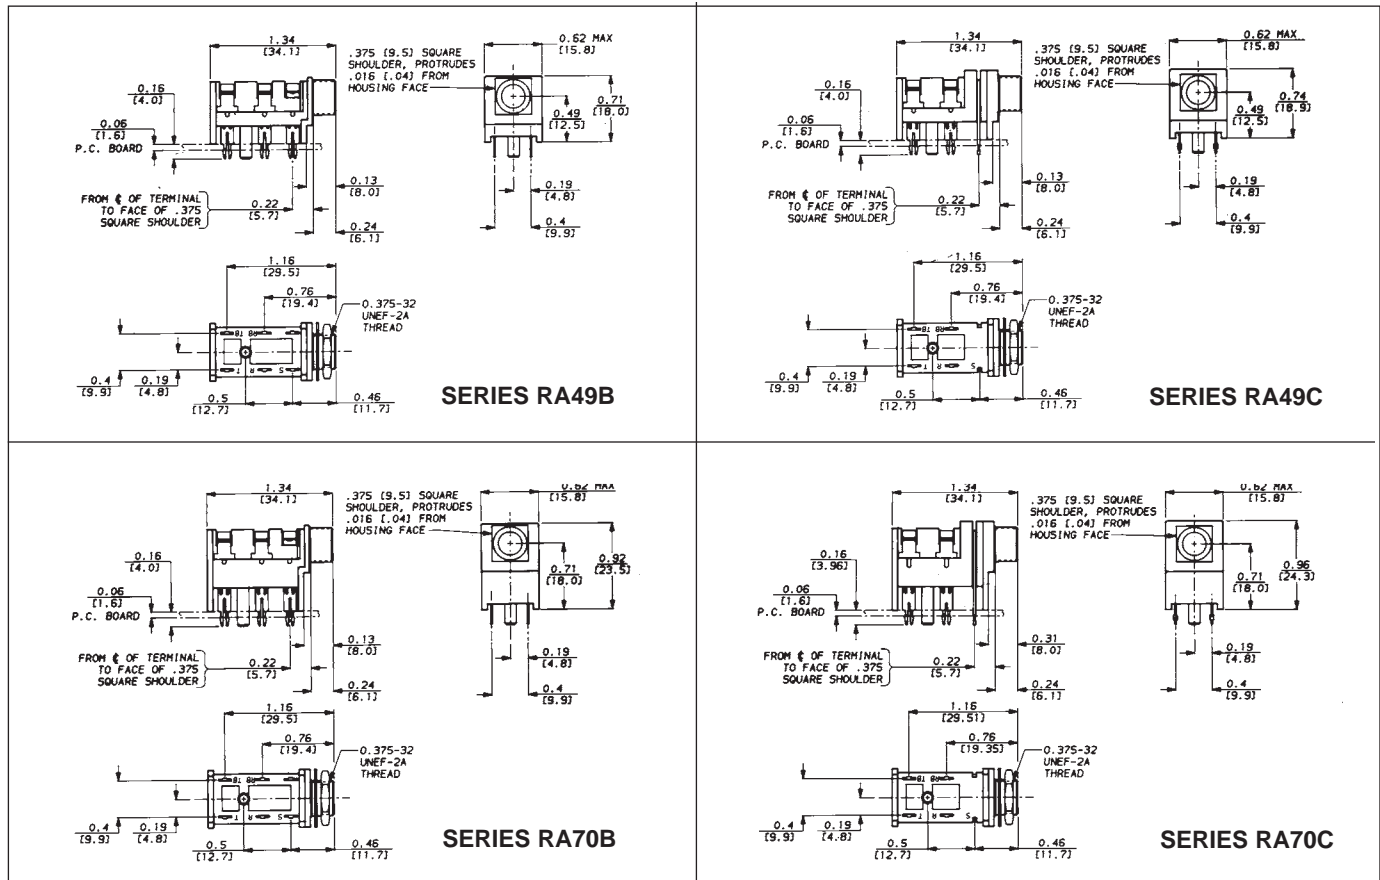 1.34
[34.1]
.375 [9.5] SQUARE
SHOULDER, PROTRUDES
.016 [.04] FROM
HOUSING FACE
0.62 MAX
[15.8]
0.16
[4.0]
0.06
[1.6]
P.C. BOARD
0.71
[18.0]
0.49
[12.5]
0.13
[8.0]
FROM ℄ OF TERMINAL
TO FACE OF .375
SQUARE SHOULDER
0.22
[5.7]
0.19
[4.8]
0.24
[6.1]
0.4
[9.9]
1.16
[29.5]
0.76
[19.4]
0.375-32
UNEF-2A
THREAD
TB RB
T R S
0.4
[9.9]
0.19
[4.8]
0.5
[12.7]
0.46
[11.7]
SERIES RA49B
1.34
[34.1]
.375 [9.5] SQUARE
SHOULDER, PROTRUDES
.016 [.04] FROM
HOUSING FACE
0.62 MAX
[15.8]
0.16
[4.0]
0.06
[1.6]
P.C. BOARD
0.74
[18.9]
0.49
[12.5]
0.13
[8.0]
FROM ℄ OF TERMINAL
TO FACE OF .375
SQUARE SHOULDER
0.22
[5.7]
0.19
[4.8]
0.24
[6.1]
0.4
[9.9]
1.16
[29.5]
0.76
[19.4]
0.375-32
UNEF-2A
THREAD
TB RB
T R S
0.4
[9.9]
0.19
[4.8]
0.5
[12.7]
0.46
[11.7]
SERIES RA49C
1.34
[34.1]
.375 [9.5] SQUARE
SHOULDER, PROTRUDES
.016 [.04] FROM
HOUSING FACE
0.62 MAX
[15.8]
0.16
[4.0]
0.06
[1.6]
P.C. BOARD
0.92
[23.5]
0.71
[18.0]
0.13
[8.0]
FROM ℄ OF TERMINAL
TO FACE OF .375
SQUARE SHOULDER
0.22
[5.7]
0.19
[4.8]
0.24
[6.1]
0.4
[9.9]
1.16
[29.5]
0.76
[19.4]
0.375-32
UNEF-2A
THREAD
TB RB
T R S
0.4
[9.9]
0.19
[4.8]
0.5
[12.7]
0.46
[11.7]
SERIES RA70B
1.34
[34.1]
.375 [9.5] SQUARE
SHOULDER, PROTRUDES
.016 [.04] FROM
HOUSING FACE
0.62 MAX
[15.8]
0.16
[3.96]
0.06
[1.6]
P.C. BOARD
0.96
[24.3]
0.71
[18.0]
0.31
[8.0]
FROM ℄ OF TERMINAL
TO FACE OF .375
SQUARE SHOULDER
0.22
[5.7]
0.19
[4.8]
0.24
[6.1]
0.4
[9.9]
1.16
[29.51]
0.76
[19.35]
0.375-32
UNEF-2A
THREAD
TB RB
T R S
0.4
[9.9]
0.19
[4.8]
0.5
[12.7]
0.46
[11.7]
SERIES RA70C